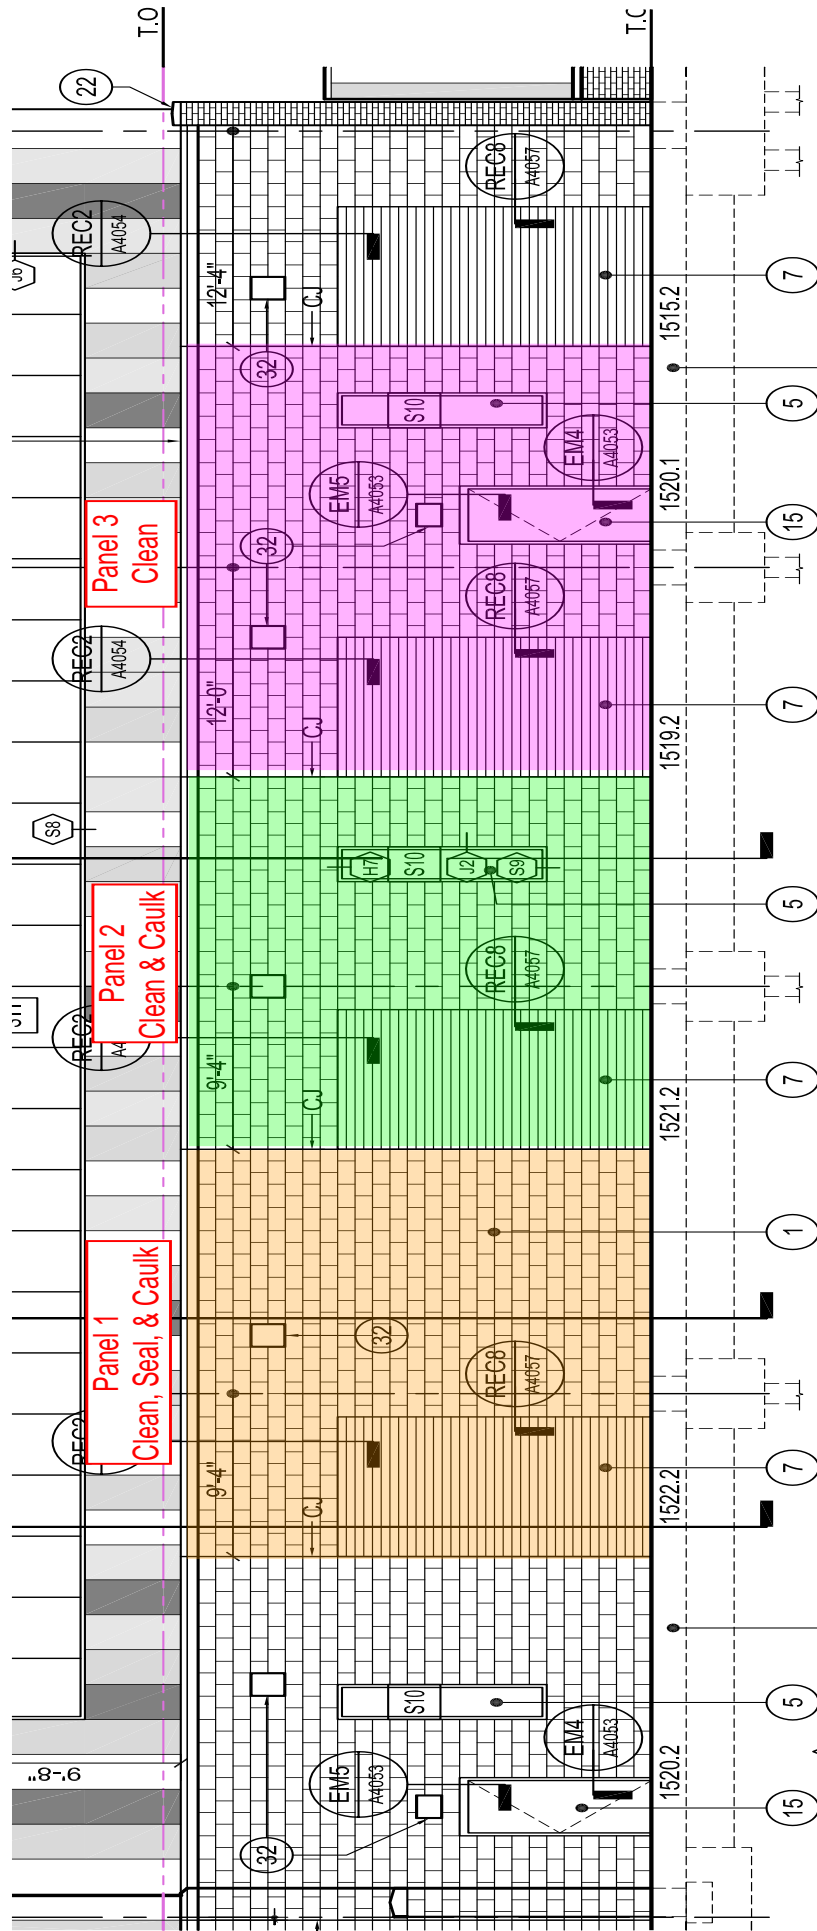 9'-8"
S8
J6
REC2
A4054
REC2
A4054
22
Panel 1
Clean, Seal, & Caulk
Panel 2
Clean & Caulk
Panel 3
Clean
T.O
9'-4"
9'-4"
12'-0"
12'-4"
32
32
32
32
CJ
CJ
CJ
CJ
EM5
A4053
S10
H7
S10
J2
S9
EM5
A4053
S10
REC8
A4057
REC8
A4057
REC8
A4057
REC8
A4057
EM4
A4053
EM4
A4053
T.O
1520.2
1522.2
1521.2
1519.2
1520.1
1515.2
15
5
7
1
7
5
7
15
5
7